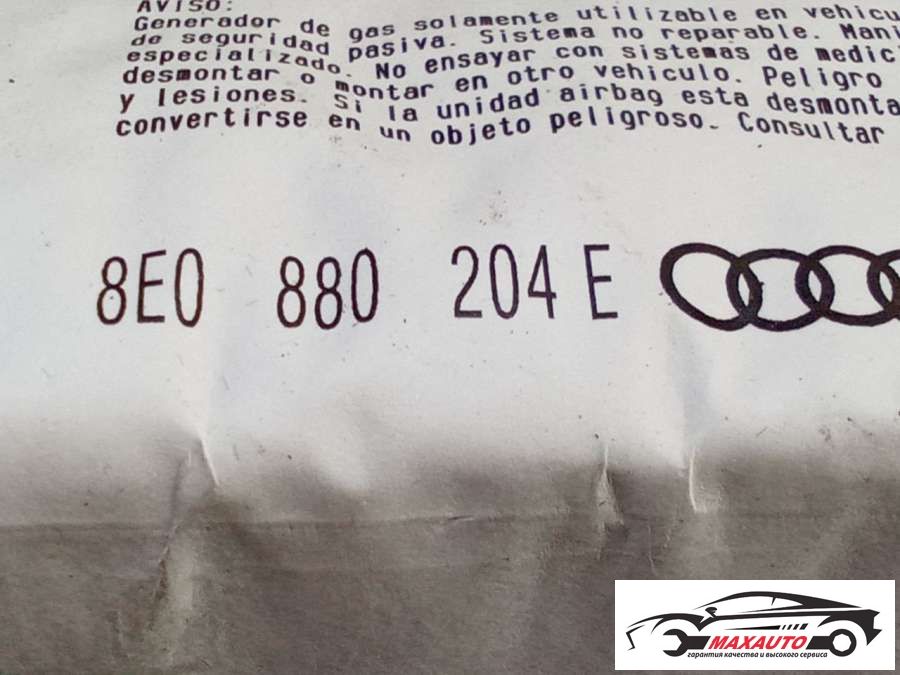 AVISO:
Generador de gas solamente utilizable en vehicu
de seguridad pasiva. Sistema no reparable. Mani
especializado. No ensayar con sistemas de medic
desmontar o montar en otro vehiculo. Peligro
y lesiones. Si la unidad airbag esta desmonta
convertirse en un objeto peligroso. Consultar
8E0 880 204 E
MAXAUTO
гарантия качества и высокого сервиса